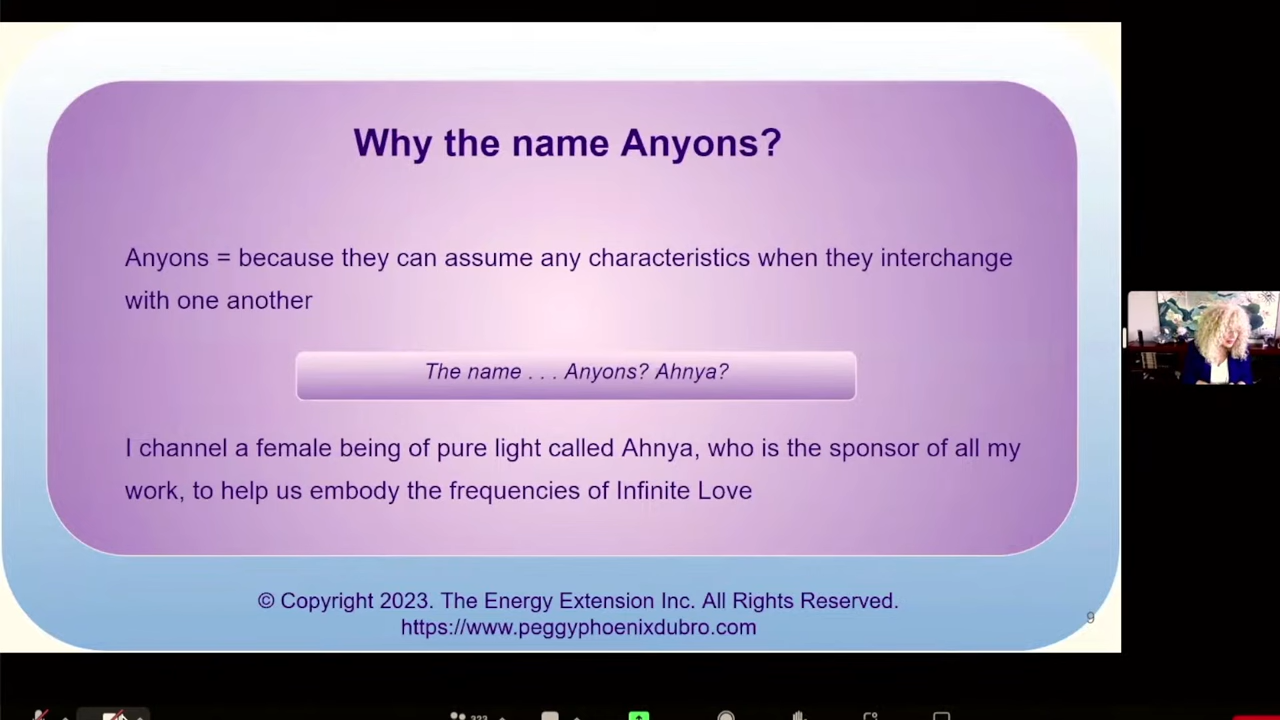 Why the name Anyons?
Anyons = because they can assume any characteristics when they interchange
with one another
The name . . . Anyons? Ahnya?
I channel a female being of pure light called Ahnya, who is the sponsor of all my
work, to help us embody the frequencies of Infinite Love
© Copyright 2023. The Energy Extension Inc. All Rights Reserved.
https://www.peggyphoenixdubro.com
9